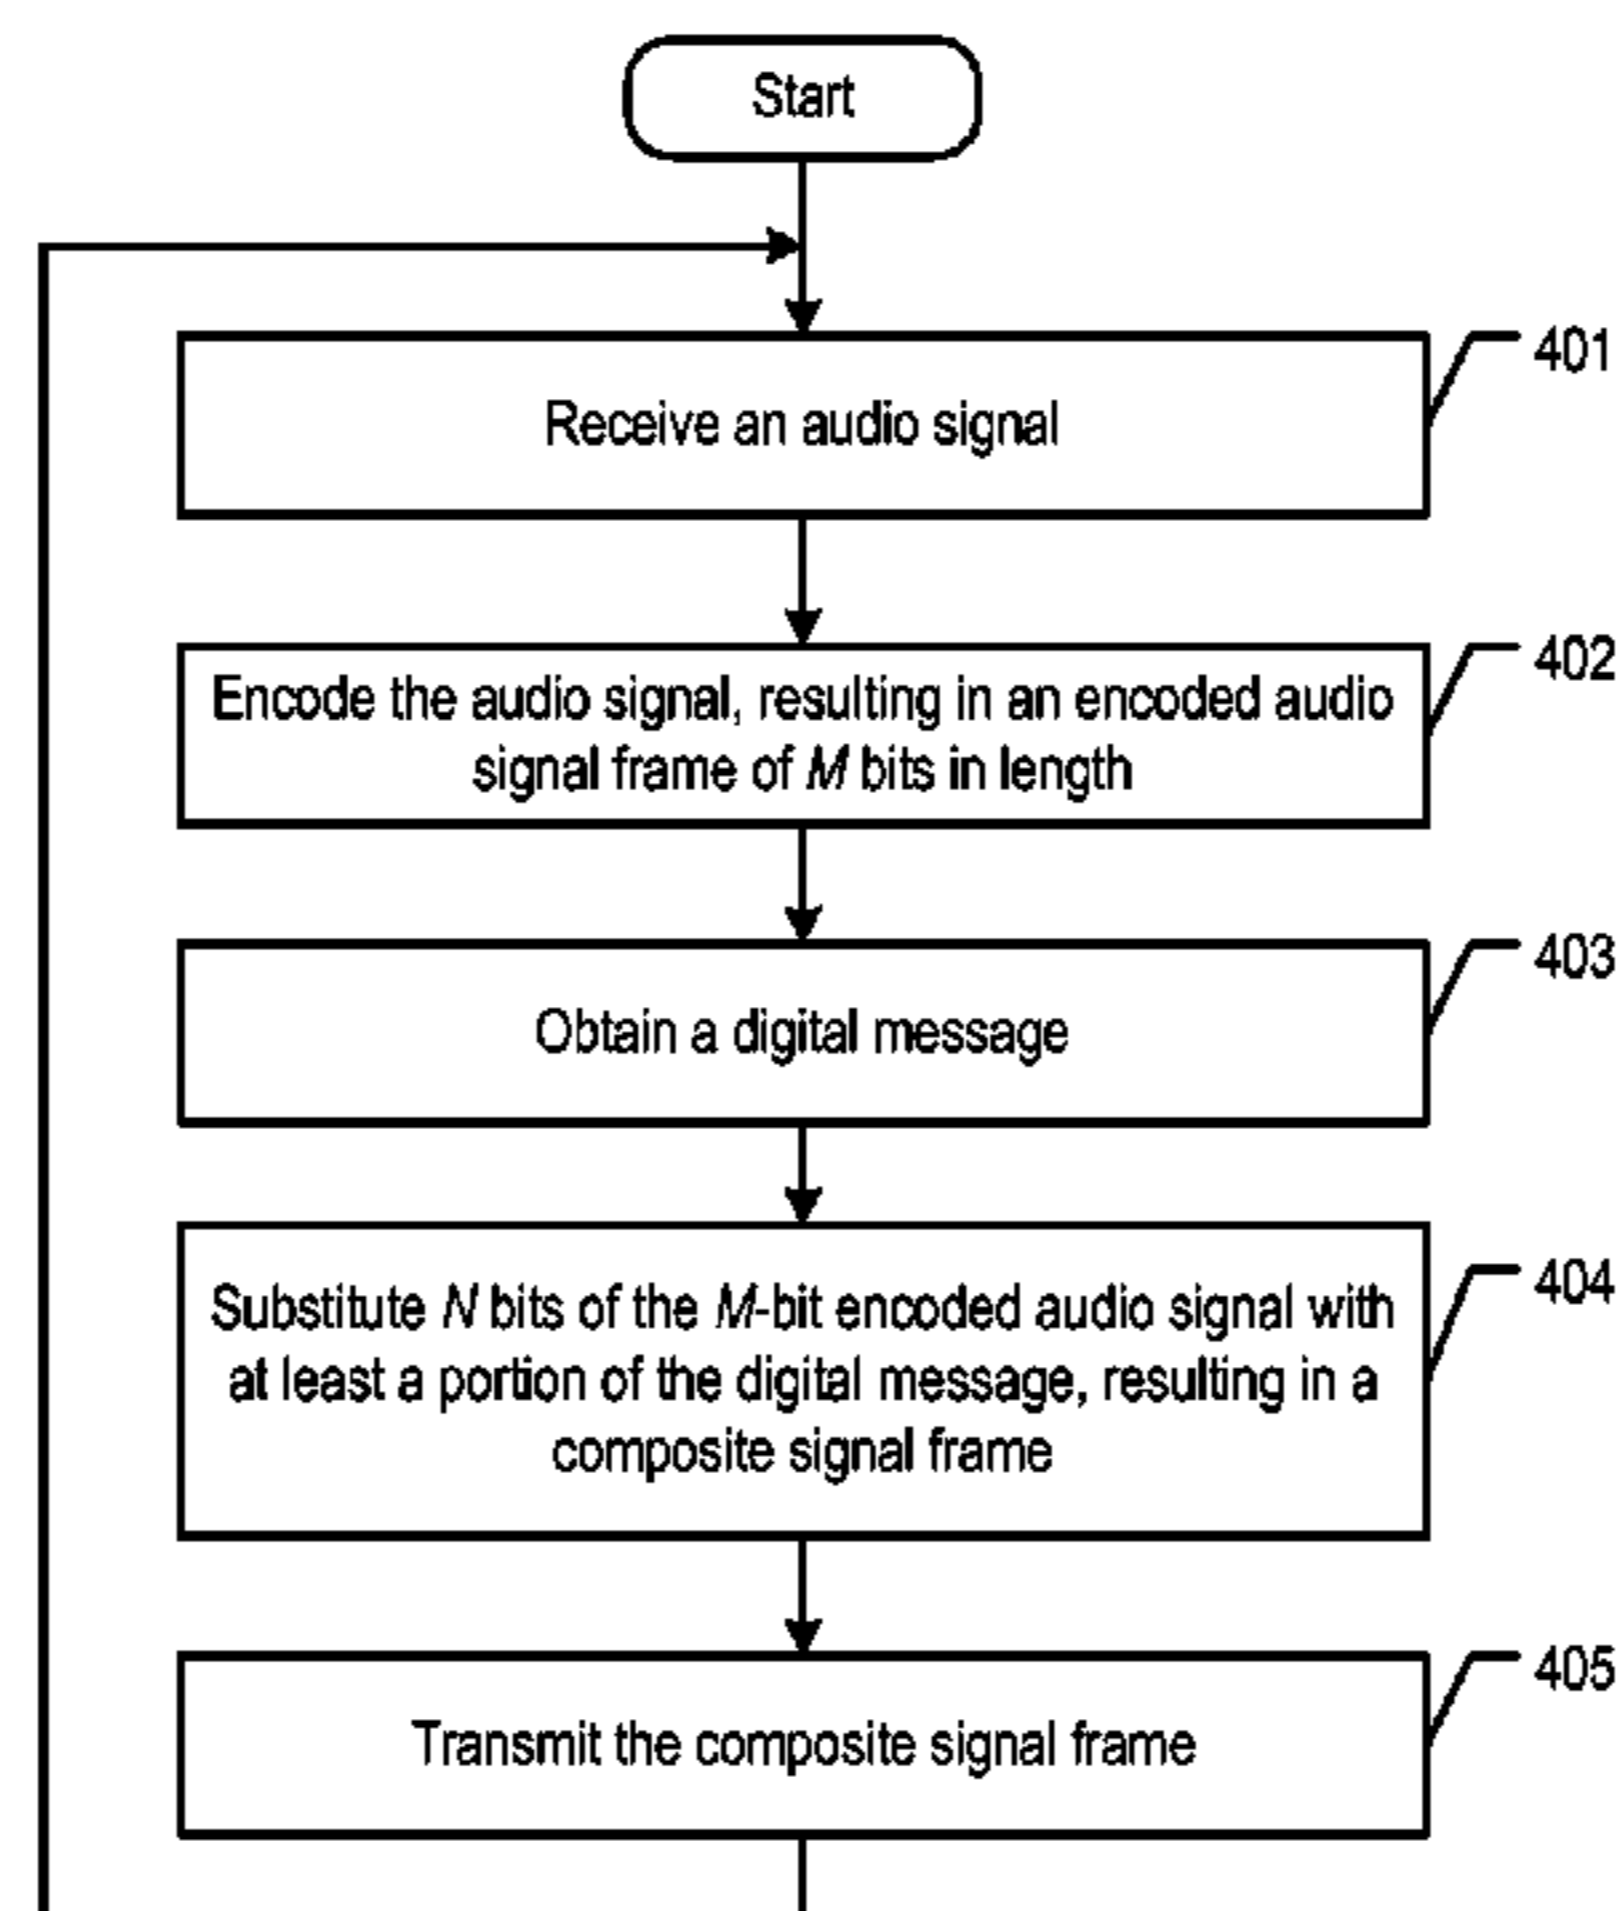 Start
401
Receive an audio signal
402
Encode the audio signal, resulting in an encoded audio
signal frame of M bits in length
403
Obtain a digital message
404
Substitute N bits of the M-bit encoded audio signal with
at least a portion of the digital message, resulting in a
composite signal frame
405
Transmit the composite signal frame